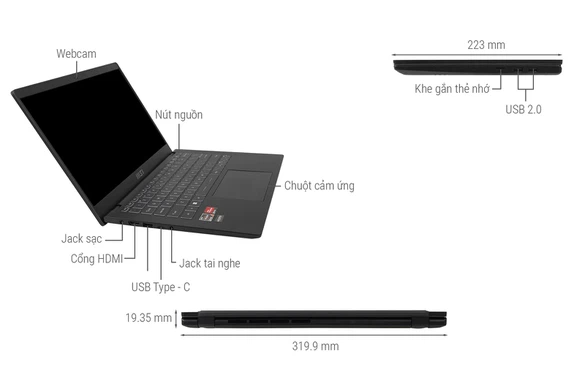 Webcam
223 mm
Khe gắn thẻ nhớ
USB 2.0
Nút nguồn
Chuột cảm ứng
msi
Jack sạc
Cổng HDMI
Jack tai nghe
USB Type - C
19.35 mm
319.9 mm